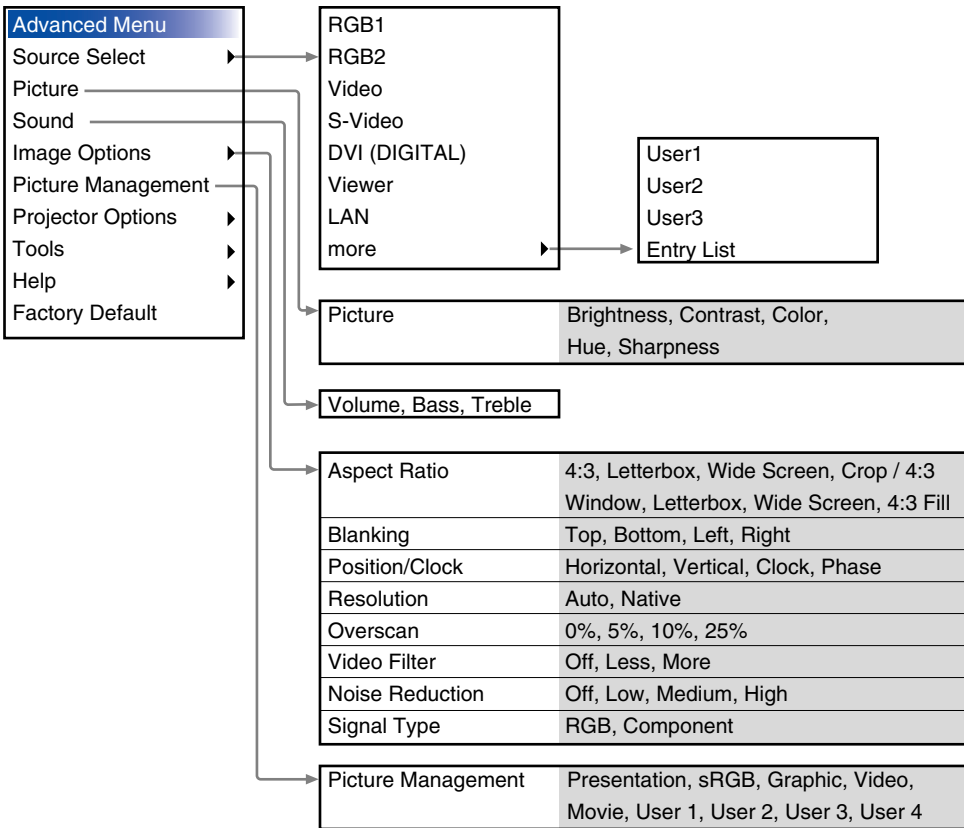 Advanced Menu
Source Select
Picture
Sound
Image Options
Picture Management
Projector Options
Tools
Help
Factory Default
RGB1
RGB2
Video
S-Video
DVI (DIGITAL)
Viewer
LAN
more
User1
User2
User3
Entry List
Picture Brightness, Contrast, Color,
Hue, Sharpness
Volume, Bass, Treble
Aspect Ratio 4:3, Letterbox, Wide Screen, Crop / 4:3
Window, Letterbox, Wide Screen, 4:3 Fill
Blanking Top, Bottom, Left, Right
Position/Clock Horizontal, Vertical, Clock, Phase
Resolution Auto, Native
Overscan 0%, 5%, 10%, 25%
Video Filter Off, Less, More
Noise Reduction Off, Low, Medium, High
Signal Type RGB, Component
Picture Management Presentation, sRGB, Graphic, Video,
Movie, User 1, User 2, User 3, User 4